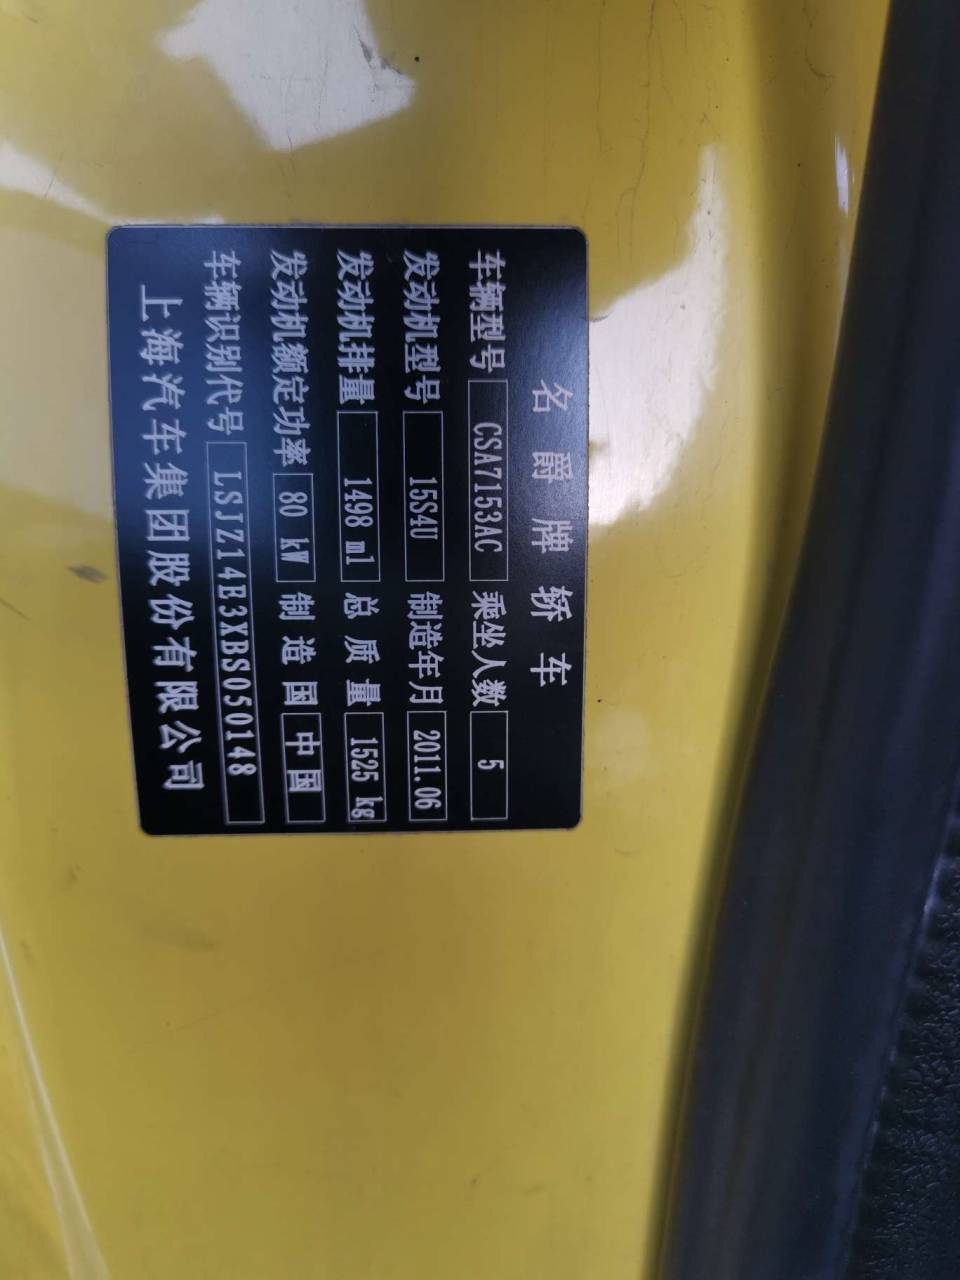 名爵牌轿车
车辆型号 CSA7153AC 乘坐人数 5
发动机型号 15S4U 制造年月 2011.06
发动机排量 1498 ml 总质量 1525 kg
发动机额定功率 80 kW 制造国 中国
车辆识别代号 LSJZ14E3XBS050148
上海汽车集团股份有限公司